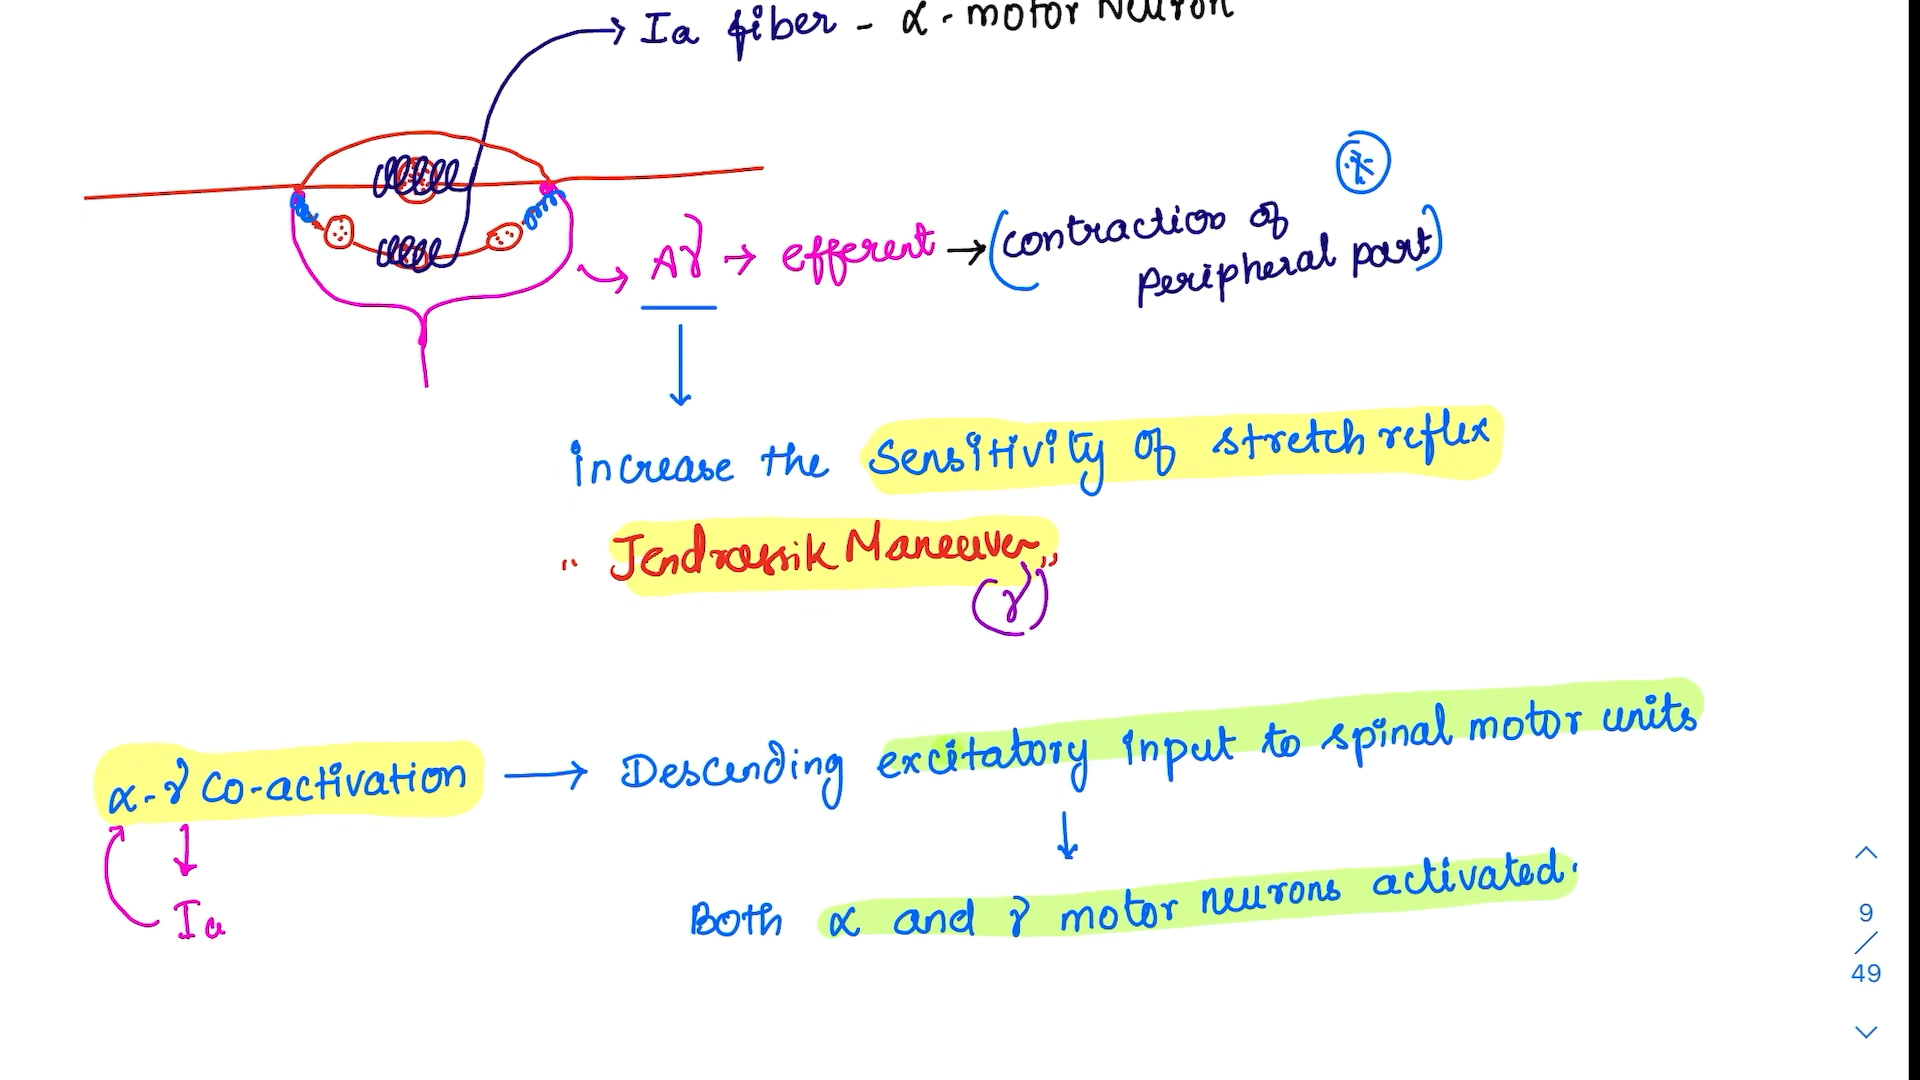 Ia fiber - α - motor Neuron
Aγ → efferent → (contraction of
peripheral part)
increase the sensitivity of stretch reflex
"Jendrassik Maneuver"
(γ)
α-γ Co-activation → Descending excitatory input to spinal motor units
Ia
Both α and γ motor neurons activated.
9
/
49